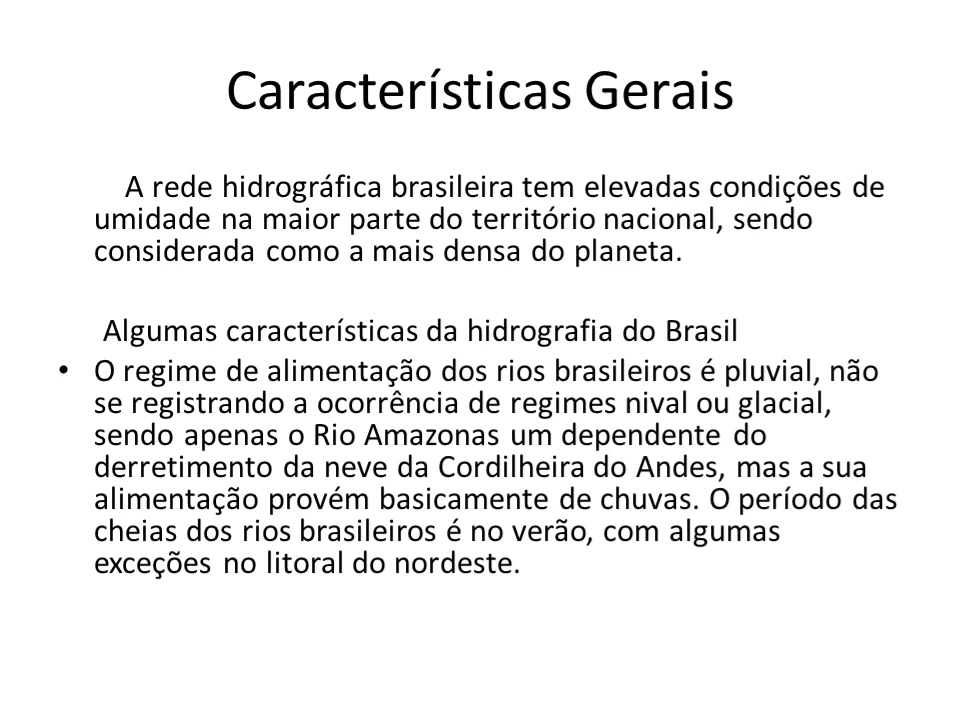 Características Gerais
A rede hidrográfica brasileira tem elevadas condições de
umidade na maior parte do território nacional, sendo
considerada como a mais densa do planeta.
Algumas características da hidrografia do Brasil
• O regime de alimentação dos rios brasileiros é pluvial, não
se registrando a ocorrência de regimes nival ou glacial,
sendo apenas o Rio Amazonas um dependente do
derretimento da neve da Cordilheira do Andes, mas a sua
alimentação provém basicamente de chuvas. O período das
cheias dos rios brasileiros é no verão, com algumas
exceções no litoral do nordeste.